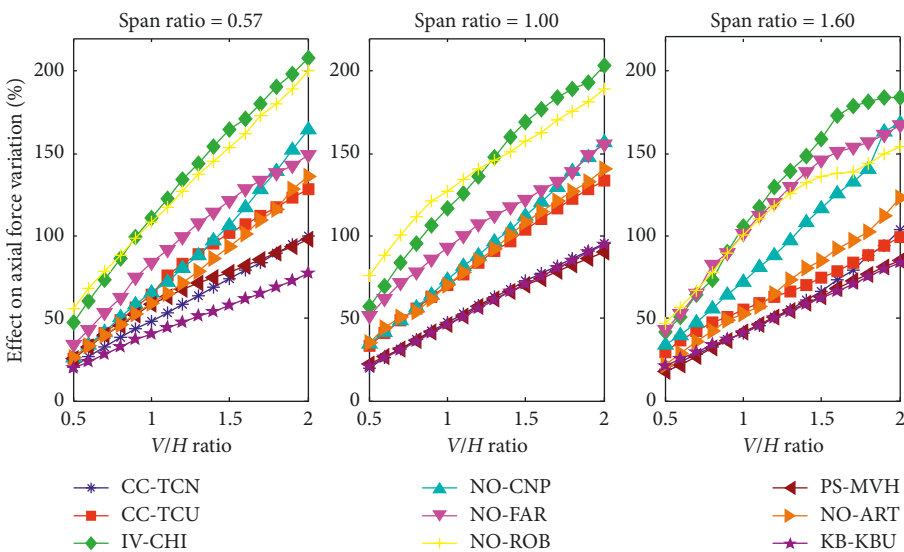 Span ratio = 0.57
Span ratio = 1.00
Span ratio = 1.60
Effect on axial force variation (%)
200
150
100
50
0
0.5 1 1.5 2
V/H ratio
200
150
100
50
0
0.5 1 1.5 2
V/H ratio
200
150
100
50
0
0.5 1 1.5 2
V/H ratio
CC-TCN
CC-TCU
IV-CHI
NO-CNP
NO-FAR
NO-ROB
PS-MVH
NO-ART
KB-KBU